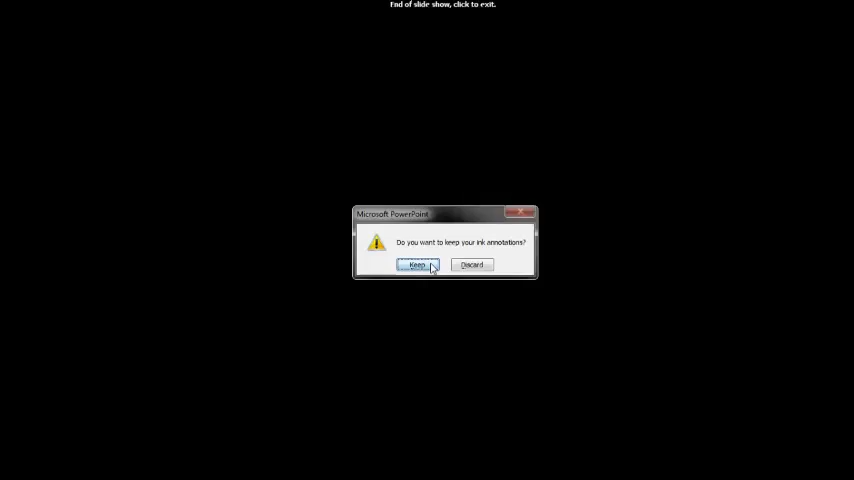 End of slide show, click to exit.
Microsoft PowerPoint
Do you want to keep your ink annotations?
Keep
Discard